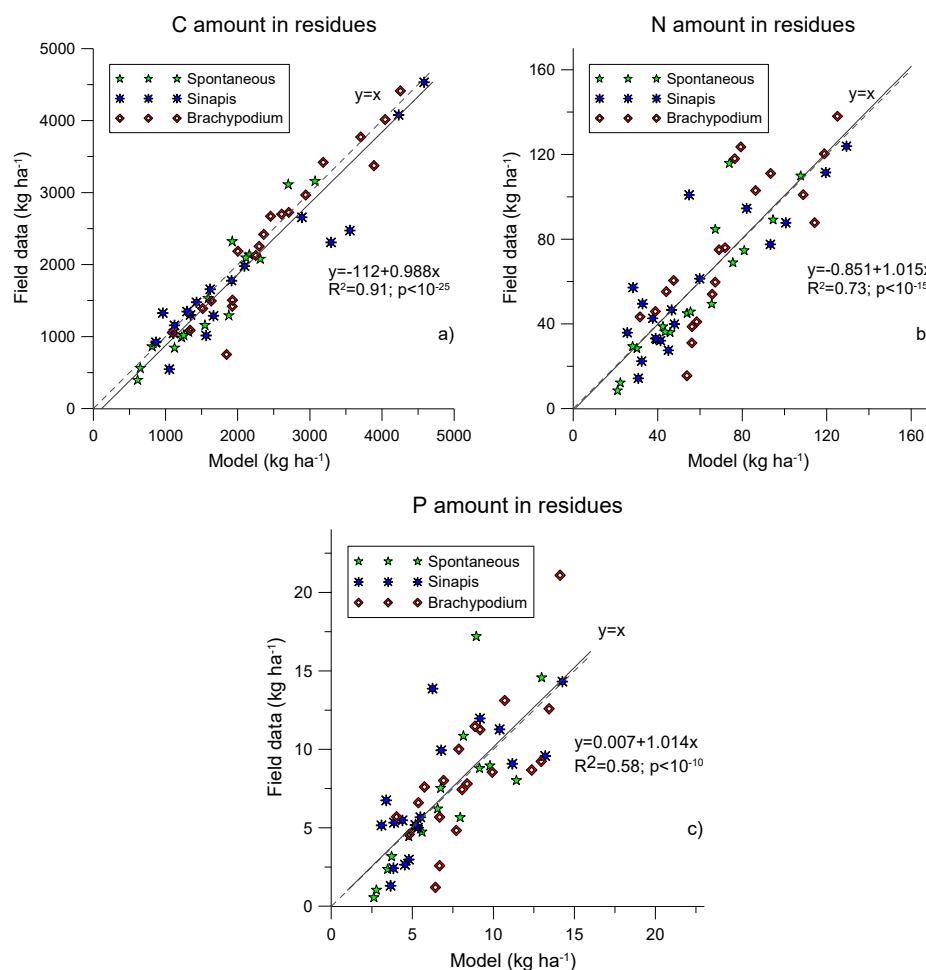 C amount in residues
5000
4000
3000
2000
1000
0
Field data (kg ha⁻¹)
Spontaneous
Sinapis
Brachypodium
y=x
y=-112+0.988x
R²=0.91; p<10⁻²⁵
a)
0 1000 2000 3000 4000 5000
Model (kg ha⁻¹)
N amount in residues
160
120
80
40
0
Field data (kg ha⁻¹)
Spontaneous
Sinapis
Brachypodium
y=x
y=-0.851+1.015x
R²=0.73; p<10⁻¹⁵
b
0 40 80 120 160
Model (kg ha⁻¹)
P amount in residues
20
15
10
5
0
Field data (kg ha⁻¹)
Spontaneous
Sinapis
Brachypodium
y=x
y=0.007+1.014x
R²=0.58; p<10⁻¹⁰
c)
0 5 10 15 20
Model (kg ha⁻¹)